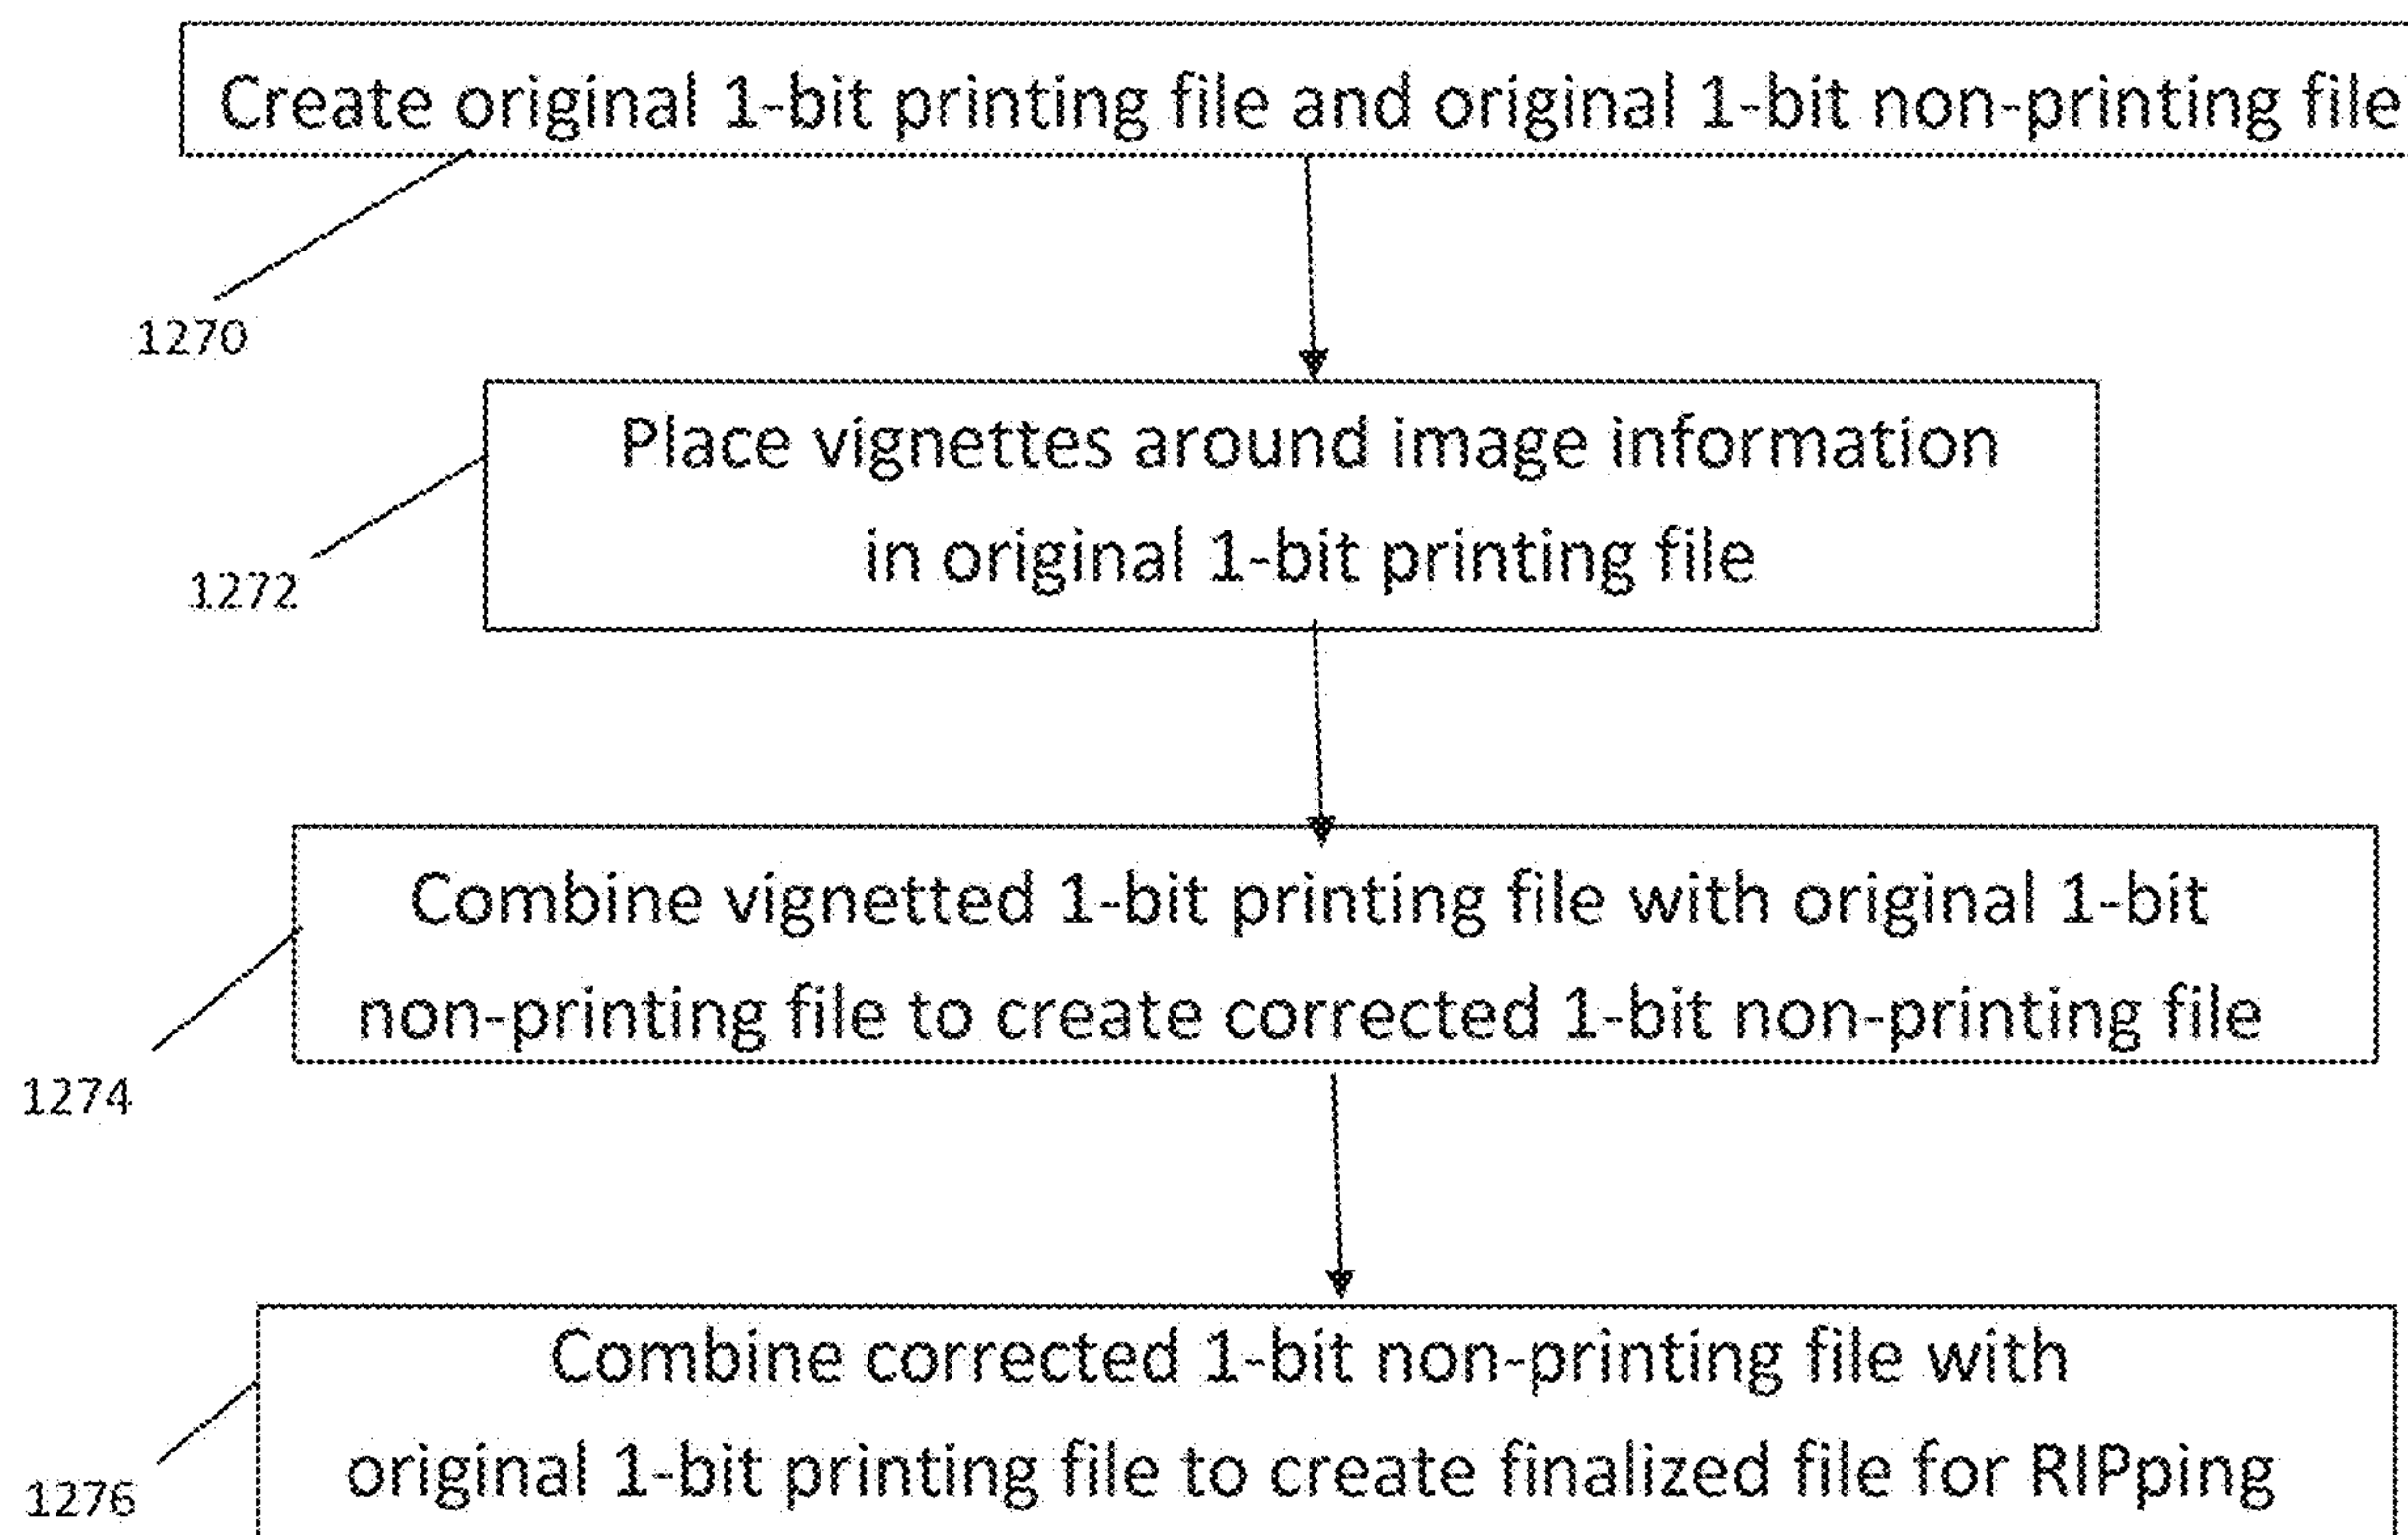 Create original 1-bit printing file and original 1-bit non-printing file
1270
Place vignettes around image information
in original 1-bit printing file
1272
Combine vignetted 1-bit printing file with original 1-bit
non-printing file to create corrected 1-bit non-printing file
1274
Combine corrected 1-bit non-printing file with
original 1-bit printing file to create finalized file for RIPping
1276